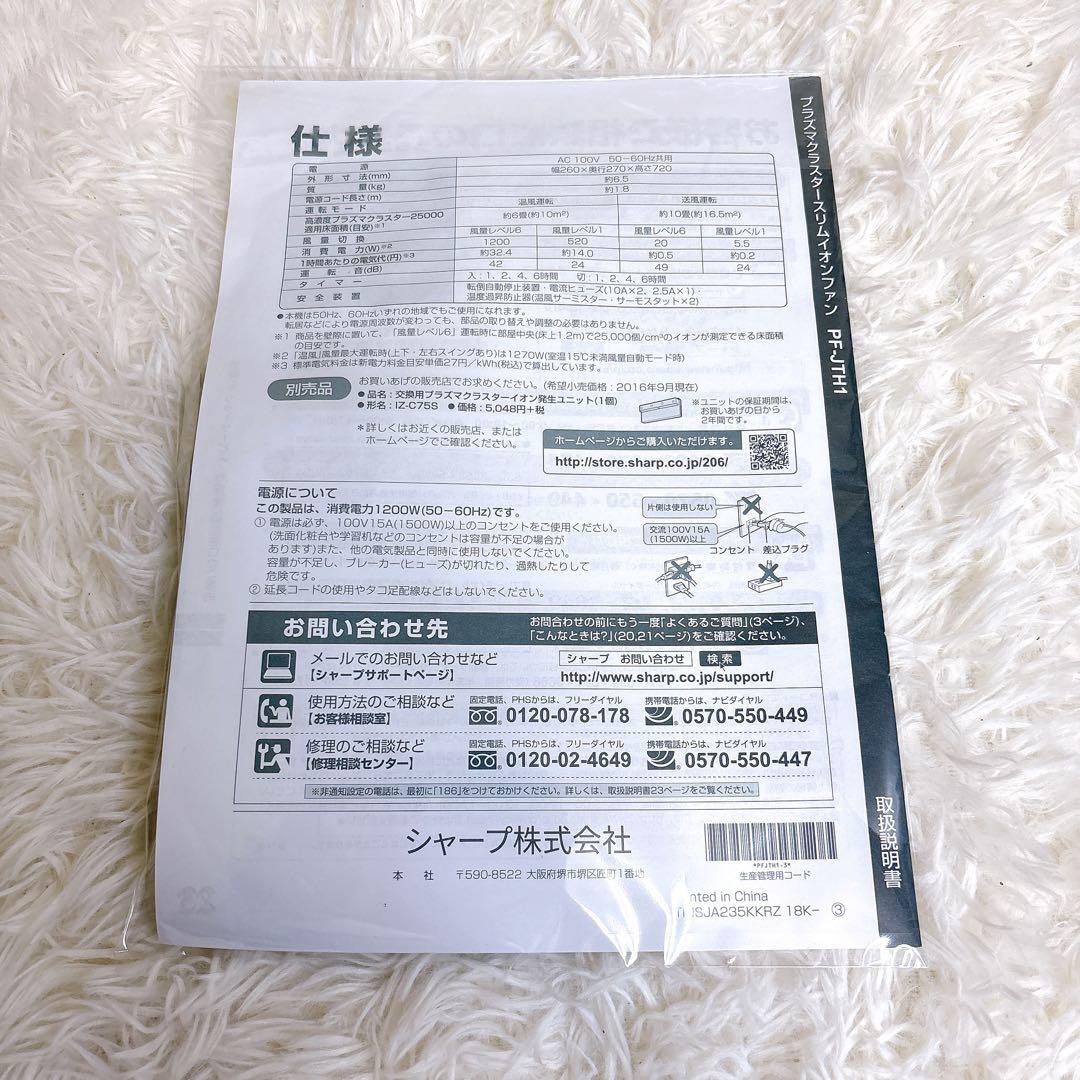 仕様
電源 AC 100V 50-60Hz共用
外形寸法(mm) 幅260×奥行270×高さ720
質量(kg) 約6.5
電源コード長さ(m) 約1.8
運転モード 温風運転 送風運転
高濃度プラズマクラスター25000
適用床面積(目安)※1 約6畳(約10m²) 約10畳(約16.5m²)
風量切換 風量レベル6 風量レベル1 風量レベル6 風量レベル1
消費電力(W)※2 1200 520 20 5.5
1時間あたりの電気代(円)※3 約32.4 約14.0 約0.5 約0.2
運転音(dB) 42 24 49 24
タイマー 入:1、2、4、6時間 切:1、2、4、6時間
安全装置 転倒自動停止装置・電流ヒューズ(10A×2、2.5A×1)・
温度過昇防止器(温風サーミスター・サーモスタット×2)
●本機は50Hz、60Hzいずれの地域でもご使用になれます。
転居などにより電源周波数が変わっても、部品の取り替えや調整の必要はありません。
※1 商品を壁際に置いて、「風量レベル6」運転時に部屋中央(床上1.2m)で25,000個/cm³のイオンが測定できる床面積
の目安です。
※2「温風」風量最大運転時(上下・左右スイングあり)は1270W(室温15℃未満風量自動モード時)
※3 標準電気料金は新電力料金目安単価27円/kWh(税込)で算出しています。
別売品
お買いあげの販売店でお求めください。(希望小売価格:2016年9月現在)
●品名:交換用プラズマクラスターイオン発生ユニット(1個)
●形名:IZ-C75S ●価格:5,048円+税
※ユニットの保証期間は、
お買いあげの日から
2年間です。
*詳しくはお近くの販売店、または
ホームページでご確認ください。
ホームページからご購入いただけます。
http://store.sharp.co.jp/206/
電源について
この製品は、消費電力1200W(50-60Hz)です。
① 電源は必ず、100V15A(1500W)以上のコンセントをご使用ください。
(洗面化粧台や学習机などのコンセントは容量が不足の場合が
あります)また、他の電気製品と同時に使用しないでください。
容量が不足し、ブレーカー(ヒューズ)が切れたり、過熱したりして
危険です。
② 延長コードの使用やタコ足配線などはしないでください。
片側は使用しない
交流100V15A
(1500W)以上
コンセント 差込プラグ
お問い合わせ先
お問合わせの前にもう一度「よくあるご質問」(3ページ)、
「こんなときは?」(20,21ページ)をご確認ください。
メールでのお問い合わせなど
【シャープサポートページ】
シャープ お問い合わせ 検索
http://www.sharp.co.jp/support/
使用方法のご相談など
【お客様相談室】
固定電話、PHSからは、フリーダイヤル
0120-078-178
携帯電話からは、ナビダイヤル
0570-550-449
修理のご相談など
【修理相談センター】
固定電話、PHSからは、フリーダイヤル
0120-02-4649
携帯電話からは、ナビダイヤル
0570-550-447
※非通知設定の電話は、最初に「186」をつけておかけください。詳しくは、取扱説明書23ページをご覧ください。
シャープ株式会社
本社 〒590-8522 大阪府堺市堺区匠町1番地
*PFJTH1-3*
生産管理用コード
inted in China
NSJA235KKRZ 18K- ③
プラズマクラスタースリムイオンファン PF-JTH1
取扱説明書